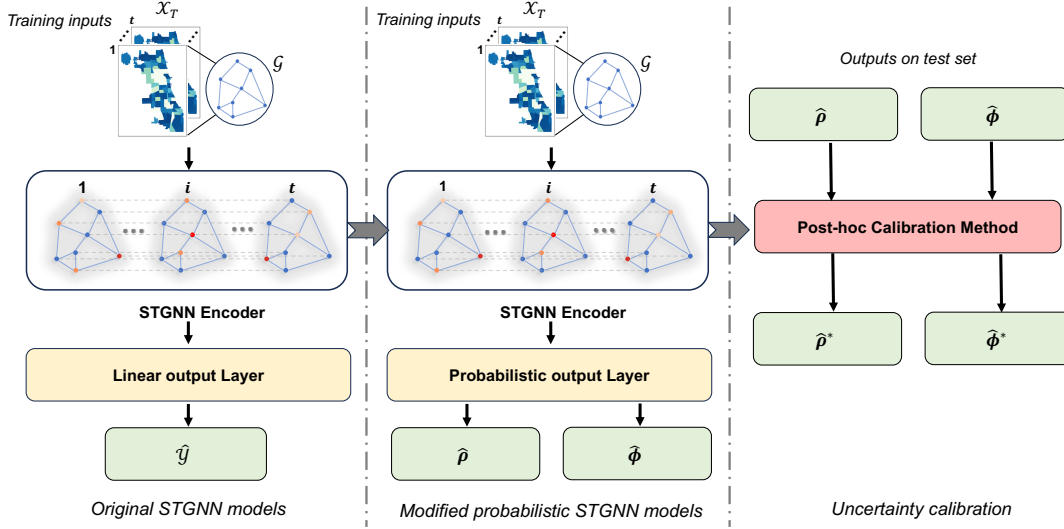 Training inputs
𝒳_T
t
1
𝒢
1 i t
STGNN Encoder
Linear output Layer
𝒴̂
Original STGNN models
Training inputs
𝒳_T
t
1
𝒢
1 i t
STGNN Encoder
Probabilistic output Layer
ρ̂ ϕ̂
Modified probabilistic STGNN models
Outputs on test set
ρ̂ ϕ̂
Post-hoc Calibration Method
ρ̂* ϕ̂*
Uncertainty calibration